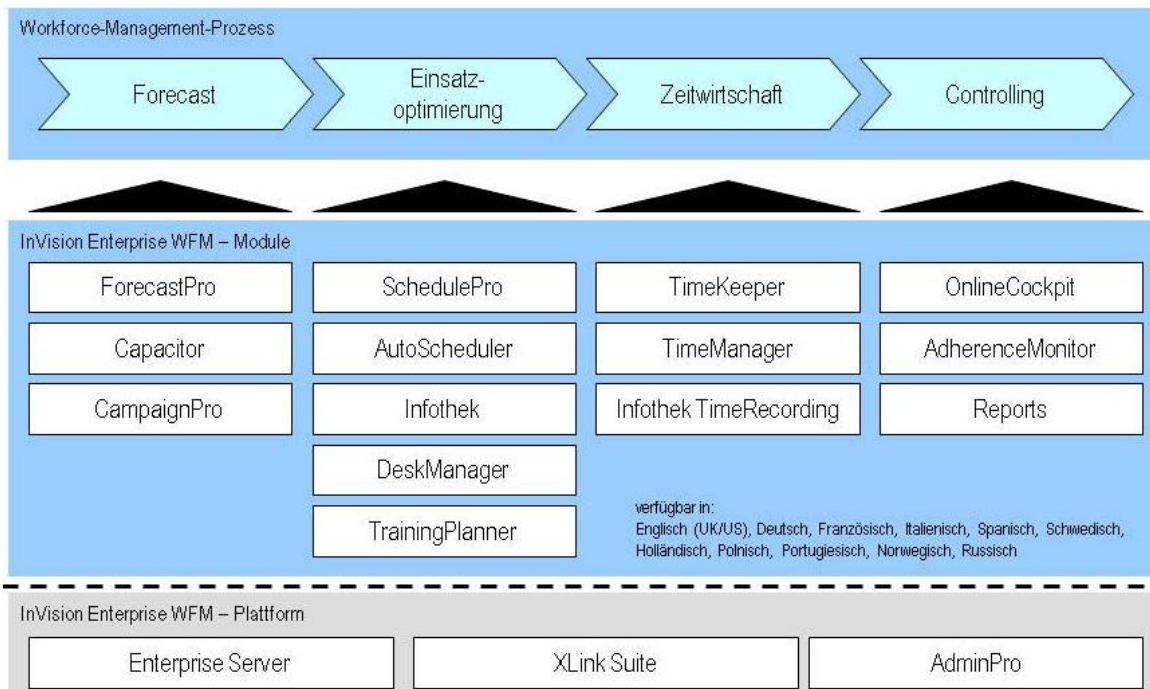 Workforce-Management-Prozess
Forecast
Einsatz-
optimierung
Zeitwirtschaft
Controlling
InVision Enterprise WFM – Module
ForecastPro
SchedulePro
TimeKeeper
OnlineCockpit
Capacitor
AutoScheduler
TimeManager
AdherenceMonitor
CampaignPro
Infothek
Infothek TimeRecording
Reports
DeskManager
TrainingPlanner
verfügbar in:
Englisch (UK/US), Deutsch, Französisch, Italienisch, Spanisch, Schwedisch,
Holländisch, Polnisch, Portugiesisch, Norwegisch, Russisch
InVision Enterprise WFM – Plattform
Enterprise Server
XLink Suite
AdminPro